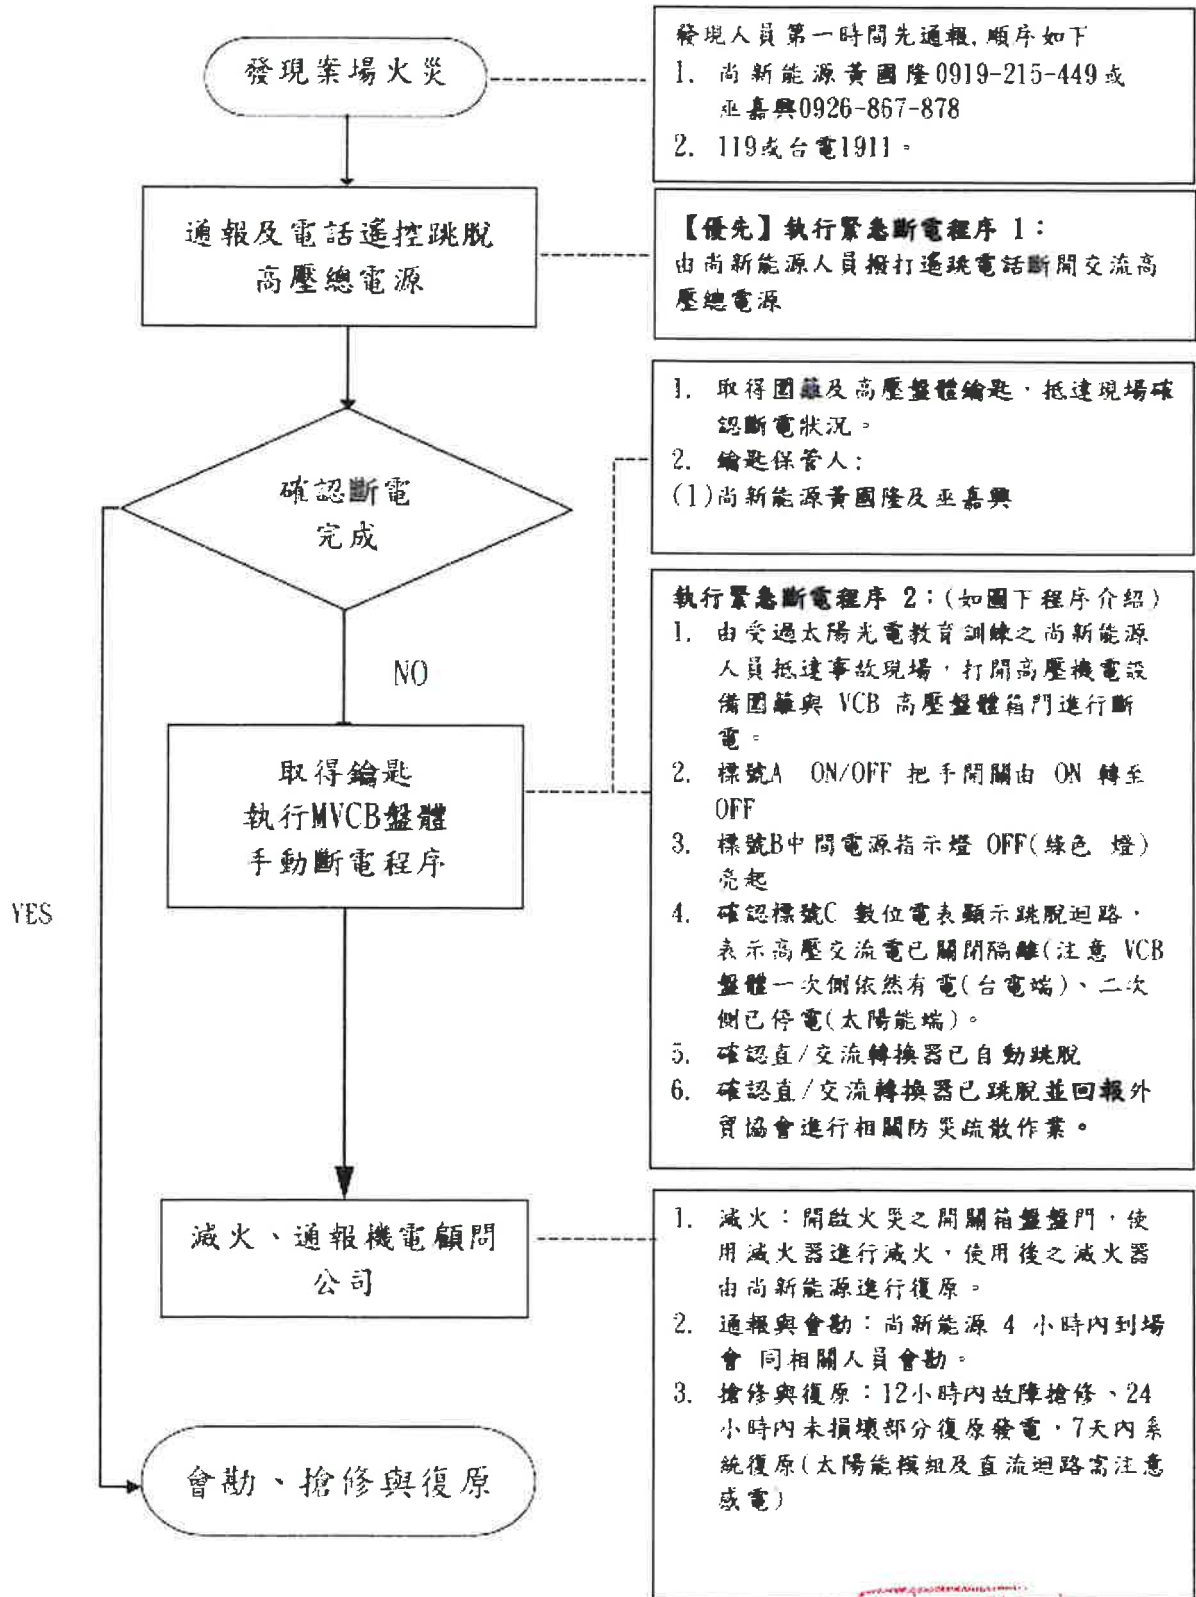 發現案場火災
發現人員第一時間先通報,順序如下
1. 尚新能源黃國隆0919-215-449或
巫嘉興0926-867-878
2. 119或台電1911。
通報及電話遙控跳脫
高壓總電源
【優先】執行緊急斷電程序 1:
由尚新能源人員撥打遙跳電話斷開交流高
壓總電源
確認斷電
完成
1. 取得圍籬及高壓盤體鑰匙,抵達現場確
認斷電狀況。
2. 鑰匙保管人:
(1)尚新能源黃國隆及巫嘉興
NO
YES
取得鑰匙
執行MVCB盤體
手動斷電程序
執行緊急斷電程序 2:(如圖下程序介紹)
1. 由受過太陽光電教育訓練之尚新能源
人員抵達事故現場,打開高壓機電設
備圍籬與 VCB 高壓盤體箱門進行斷
電。
2. 標號A ON/OFF 把手開關由 ON 轉至
OFF
3. 標號B中間電源指示燈 OFF(綠色 燈)
亮起
4. 確認標號C 數位電表顯示跳脫迴路,
表示高壓交流電已關閉隔離(注意 VCB
盤體一次側依然有電(台電端)、二次
側已停電(太陽能端)。
5. 確認直/交流轉換器已自動跳脫
6. 確認直/交流轉換器已跳脫並回報外
貿協會進行相關防災疏散作業。
滅火、通報機電顧問
公司
1. 滅火:開啟火災之開關箱盤盤門,使
用滅火器進行滅火,使用後之滅火器
由尚新能源進行復原。
2. 通報與會勘:尚新能源 4 小時內到場
會 同相關人員會勘。
3. 搶修與復原:12小時內故障搶修、24
小時內未損壞部分復原發電,7天內系
統復原(太陽能模組及直流迴路需注意
感電)
會勘、搶修與復原